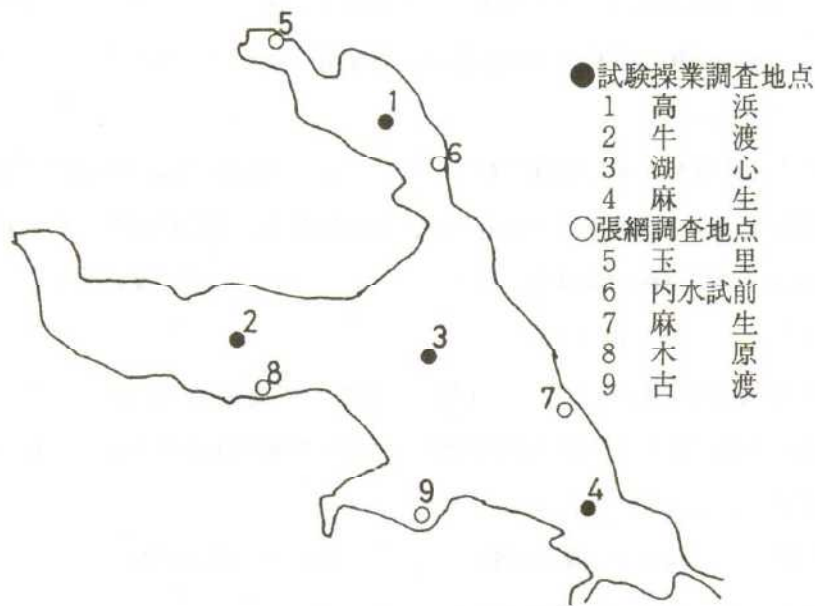 ●試験操業調査地点
1 高浜
2 牛渡
3 湖心
4 麻生
○張網調査地点
5 玉里
6 内水試前
7 麻生
8 木原
9 古渡
5
1
6
2
3
8
7
4
9